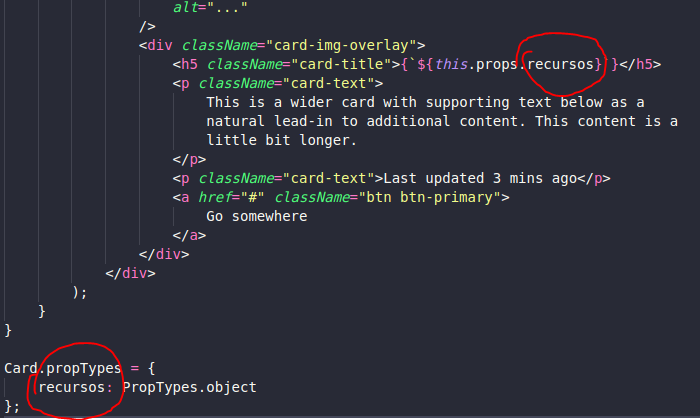 alt="..."
/>
<div className="card-img-overlay">
<h5 className="card-title">{`${this.props.recursos}`}</h5>
<p className="card-text">
This is a wider card with supporting text below as a
natural lead-in to additional content. This content is a
little bit longer.
</p>
<p className="card-text">Last updated 3 mins ago</p>
<a href="#" className="btn btn-primary">
Go somewhere
</a>
</div>
</div>
);
}
}
Card.propTypes = {
recursos: PropTypes.object
};